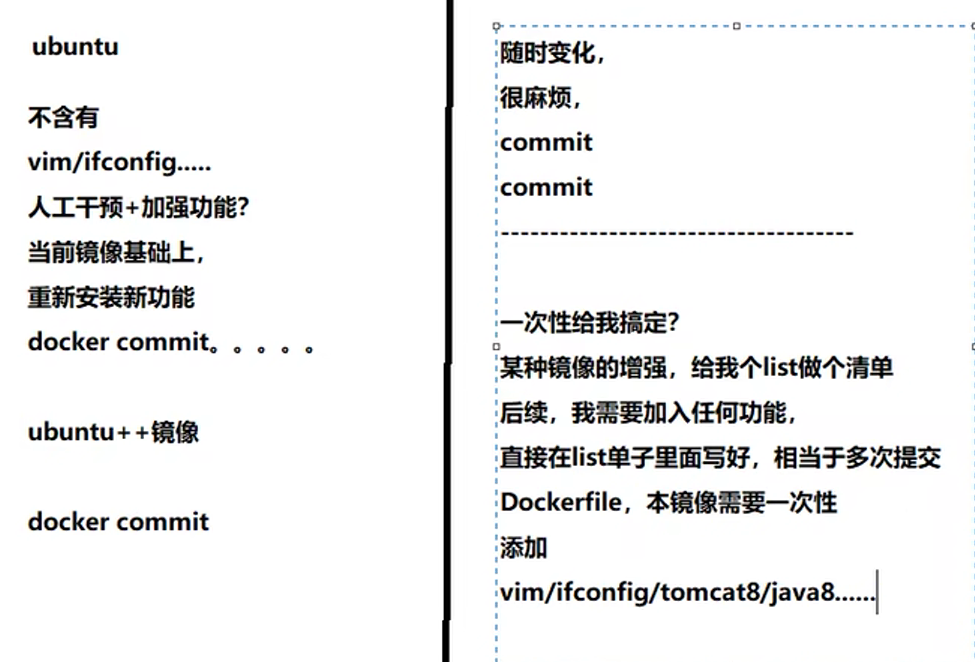 ubuntu
不含有
vim/ifconfig.....
人工干预+加强功能？
当前镜像基础上，
重新安装新功能
docker commit。。。。。
ubuntu++镜像
docker commit
随时变化，
很麻烦，
commit
commit
------------------------------------
一次性给我搞定？
某种镜像的增强，给我个list做个清单
后续，我需要加入任何功能，
直接在list单子里面写好，相当于多次提交
Dockerfile，本镜像需要一次性
添加
vim/ifconfig/tomcat8/java8......